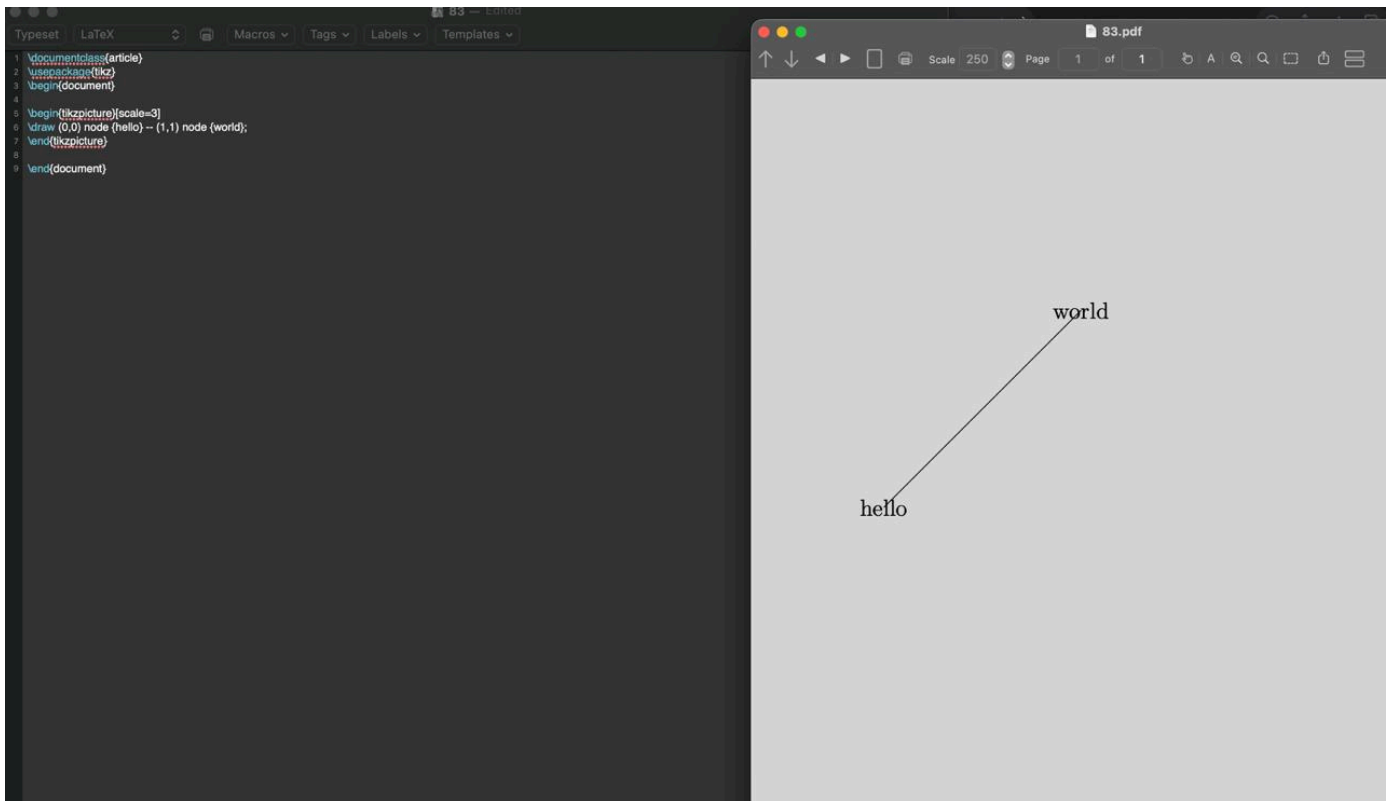 83 — Edited
Typeset LaTeX Macros Tags Labels Templates
1 \documentclass{article}
2 \usepackage{tikz}
3 \begin{document}
4
5 \begin{tikzpicture}[scale=3]
6 \draw (0,0) node {hello} -- (1,1) node {world};
7 \end{tikzpicture}
8
9 \end{document}
83.pdf
Scale 250 Page 1 of 1 A
world
hello